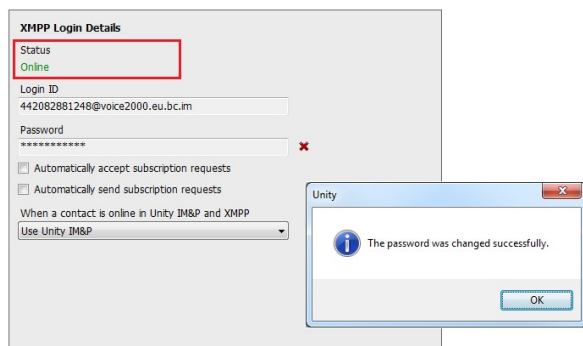 XMPP Login Details
Status
Online
Login ID
442082881248@voice2000.eu.bc.im
Password
***********
Automatically accept subscription requests
Automatically send subscription requests
When a contact is online in Unity IM&P and XMPP
Use Unity IM&P
Unity
The password was changed successfully.
OK